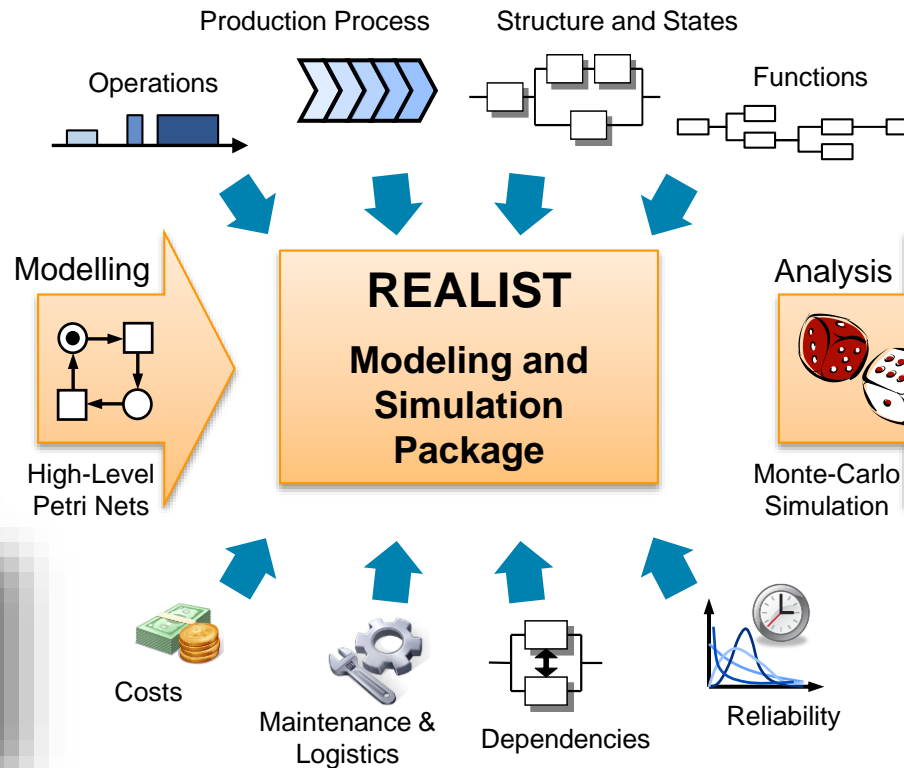 Production Process
Structure and States
Operations
Functions
Modelling
REALIST
Modeling and
Simulation
Package
Analysis
High-Level
Petri Nets
Monte-Carlo
Simulation
Costs
Maintenance &
Logistics
Dependencies
Reliability